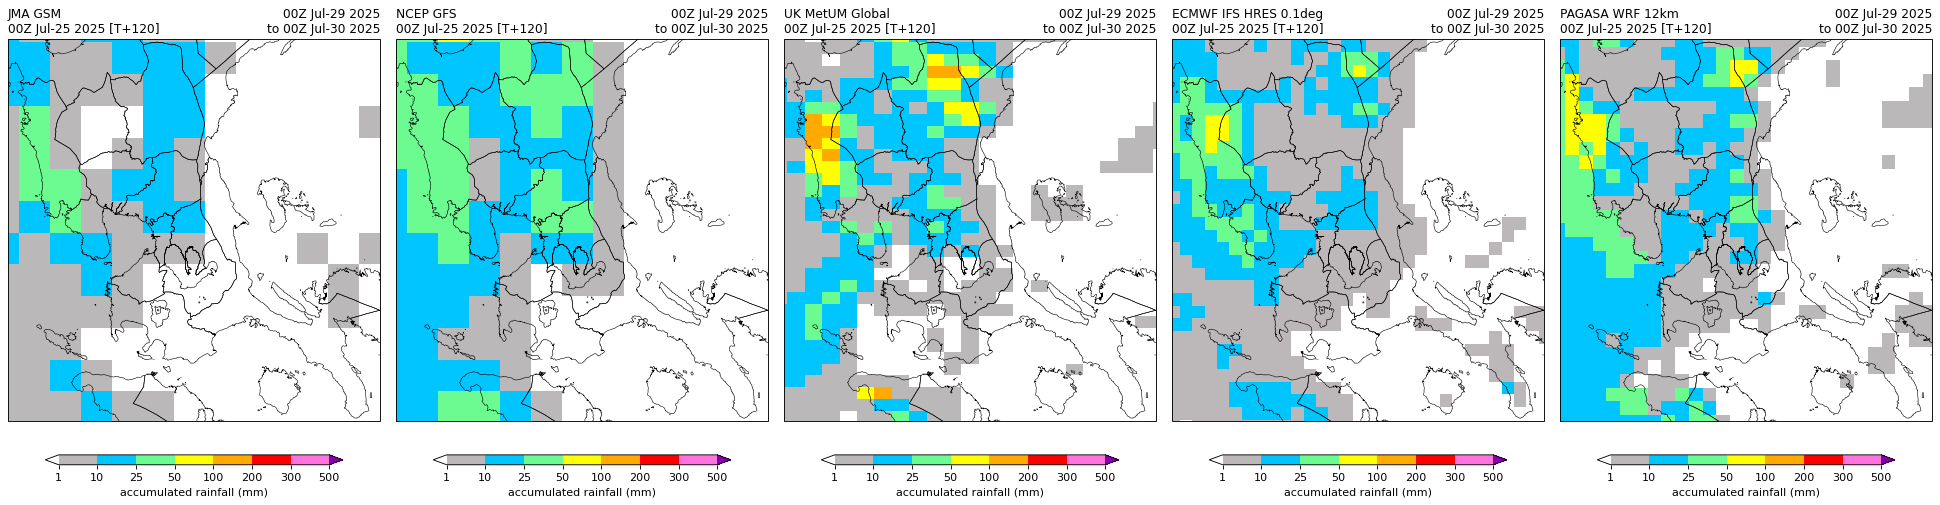 JMA GSM 00Z Jul-29 2025
00Z Jul-25 2025 [T+120] to 00Z Jul-30 2025
1 10 25 50 100 200 300 500
accumulated rainfall (mm)
NCEP GFS 00Z Jul-29 2025
00Z Jul-25 2025 [T+120] to 00Z Jul-30 2025
1 10 25 50 100 200 300 500
accumulated rainfall (mm)
UK MetUM Global 00Z Jul-29 2025
00Z Jul-25 2025 [T+120] to 00Z Jul-30 2025
1 10 25 50 100 200 300 500
accumulated rainfall (mm)
ECMWF IFS HRES 0.1deg 00Z Jul-29 2025
00Z Jul-25 2025 [T+120] to 00Z Jul-30 2025
1 10 25 50 100 200 300 500
accumulated rainfall (mm)
PAGASA WRF 12km 00Z Jul-29 2025
00Z Jul-25 2025 [T+120] to 00Z Jul-30 2025
1 10 25 50 100 200 300 500
accumulated rainfall (mm)